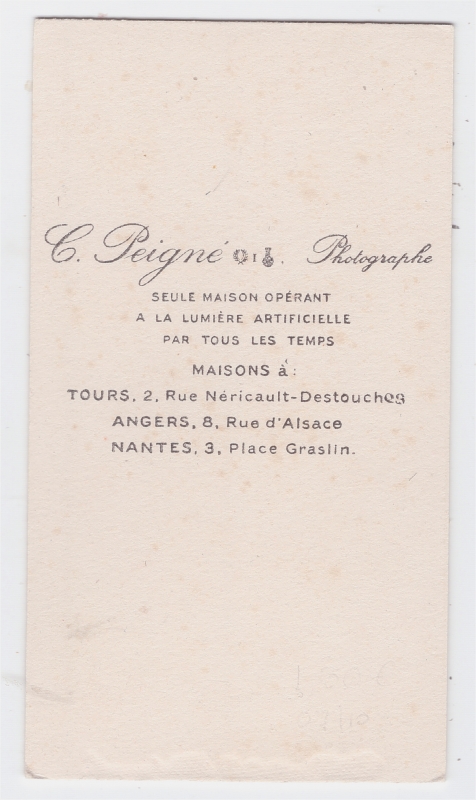 C. Peigné Photographe
SEULE MAISON OPÉRANT
A LA LUMIÈRE ARTIFICIELLE
PAR TOUS LES TEMPS
MAISONS à:
TOURS, 2, Rue Néricault-Destouches
ANGERS, 8, Rue d'Alsace
NANTES, 3, Place Graslin.